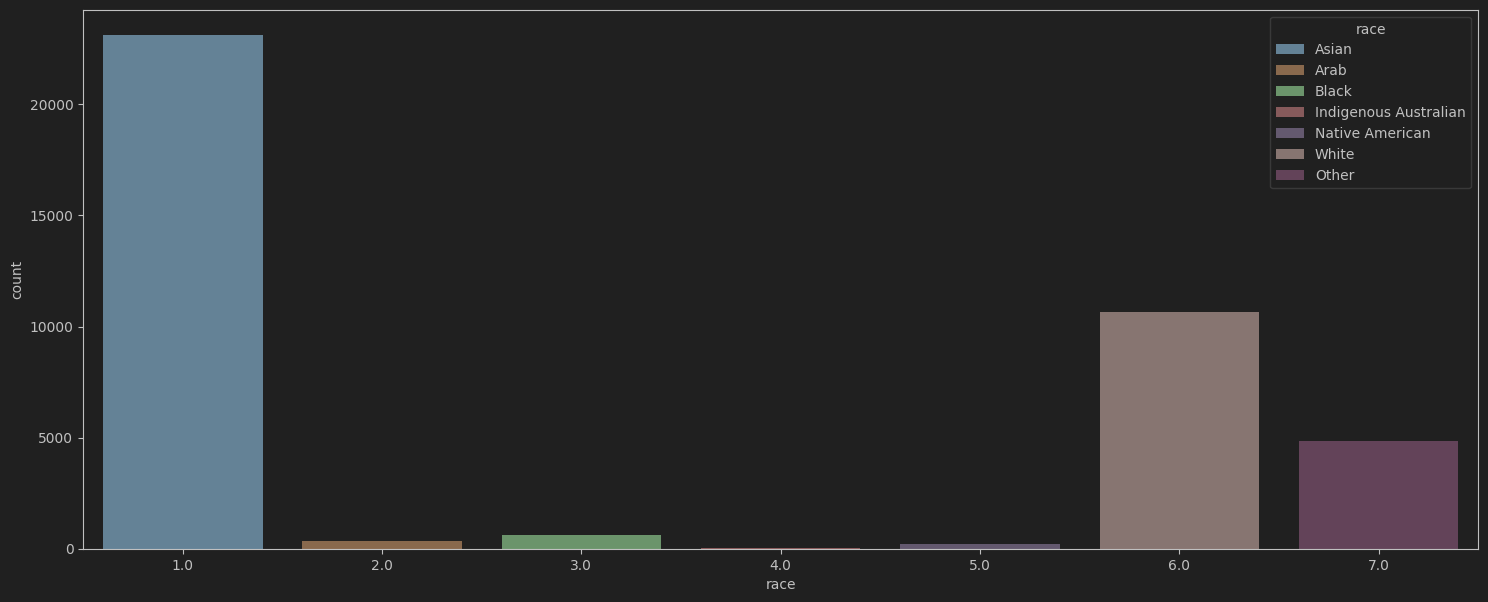 race
Asian
Arab
Black
Indigenous Australian
Native American
White
Other
20000
15000
10000
5000
0
count
1.0 2.0 3.0 4.0 5.0 6.0 7.0
race